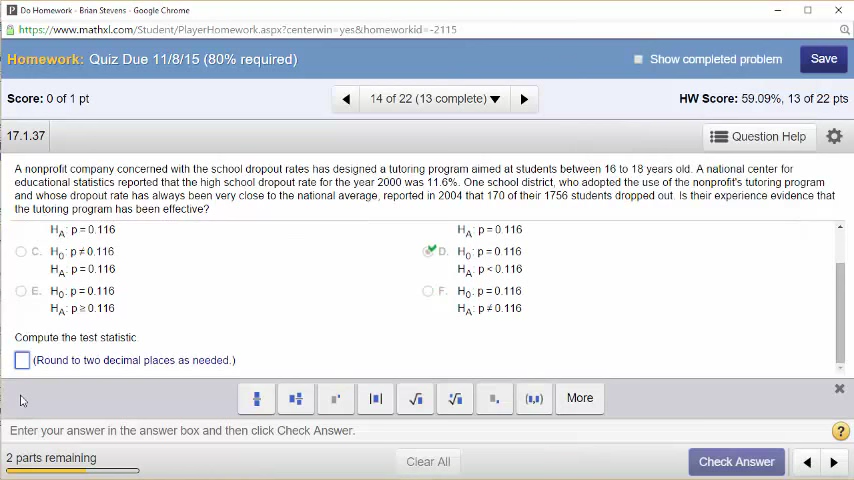 Do Homework - Brian Stevens - Google Chrome
https://www.mathxl.com/Student/PlayerHomework.aspx?centerwin=yes&homeworkid=-2115
Homework: Quiz Due 11/8/15 (80% required)
Show completed problem
Save
Score: 0 of 1 pt
14 of 22 (13 complete)
HW Score: 59.09%, 13 of 22 pts
17.1.37
Question Help
A nonprofit company concerned with the school dropout rates has designed a tutoring program aimed at students between 16 to 18 years old. A national center for
educational statistics reported that the high school dropout rate for the year 2000 was 11.6%. One school district, who adopted the use of the nonprofit's tutoring program
and whose dropout rate has always been very close to the national average, reported in 2004 that 170 of their 1756 students dropped out. Is their experience evidence that
the tutoring program has been effective?
HA: p = 0.116
HA: p = 0.116
C. H0: p ≠ 0.116
HA: p = 0.116
D. H0: p = 0.116
HA: p < 0.116
E. H0: p = 0.116
HA: p ≥ 0.116
F. H0: p = 0.116
HA: p ≠ 0.116
Compute the test statistic
(Round to two decimal places as needed.)
More
Enter your answer in the answer box and then click Check Answer.
?
2 parts remaining
Clear All
Check Answer